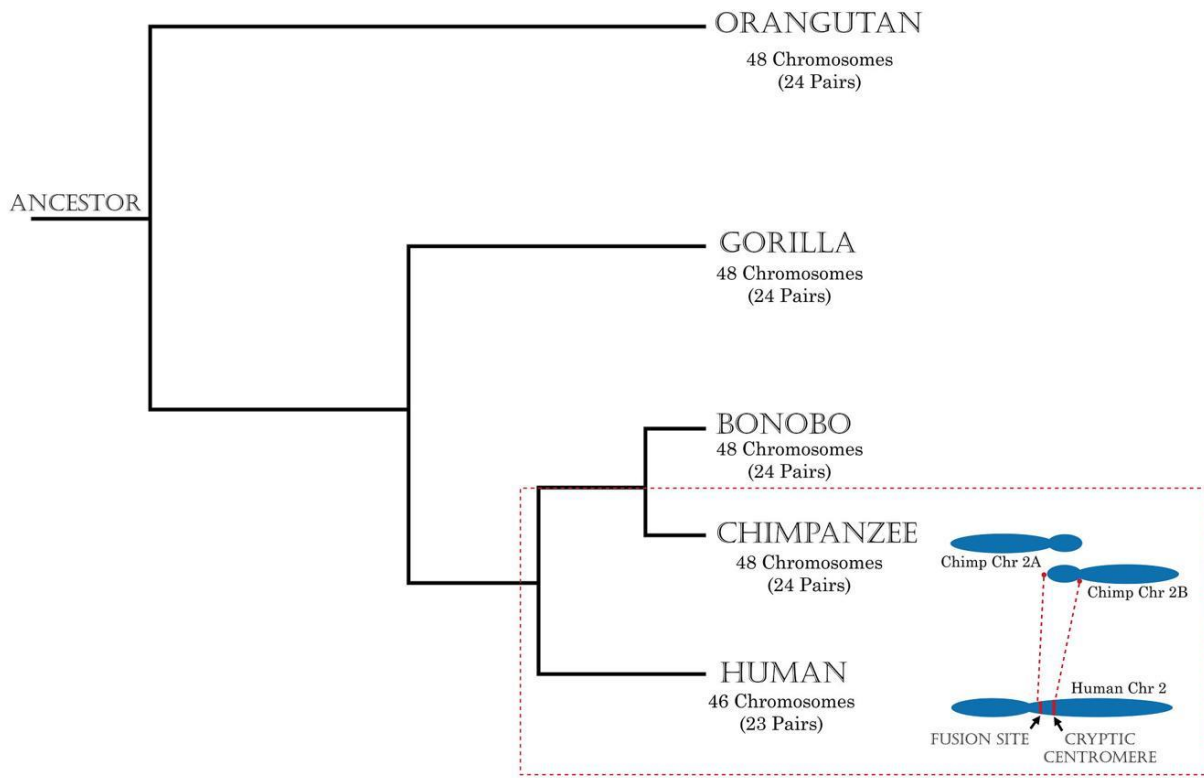 ORANGUTAN
48 Chromosomes
(24 Pairs)
ANCESTOR
GORILLA
48 Chromosomes
(24 Pairs)
BONOBO
48 Chromosomes
(24 Pairs)
CHIMPANZEE
48 Chromosomes
(24 Pairs)
Chimp Chr 2A
Chimp Chr 2B
HUMAN
46 Chromosomes
(23 Pairs)
Human Chr 2
FUSION SITE
CRYPTIC
CENTROMERE